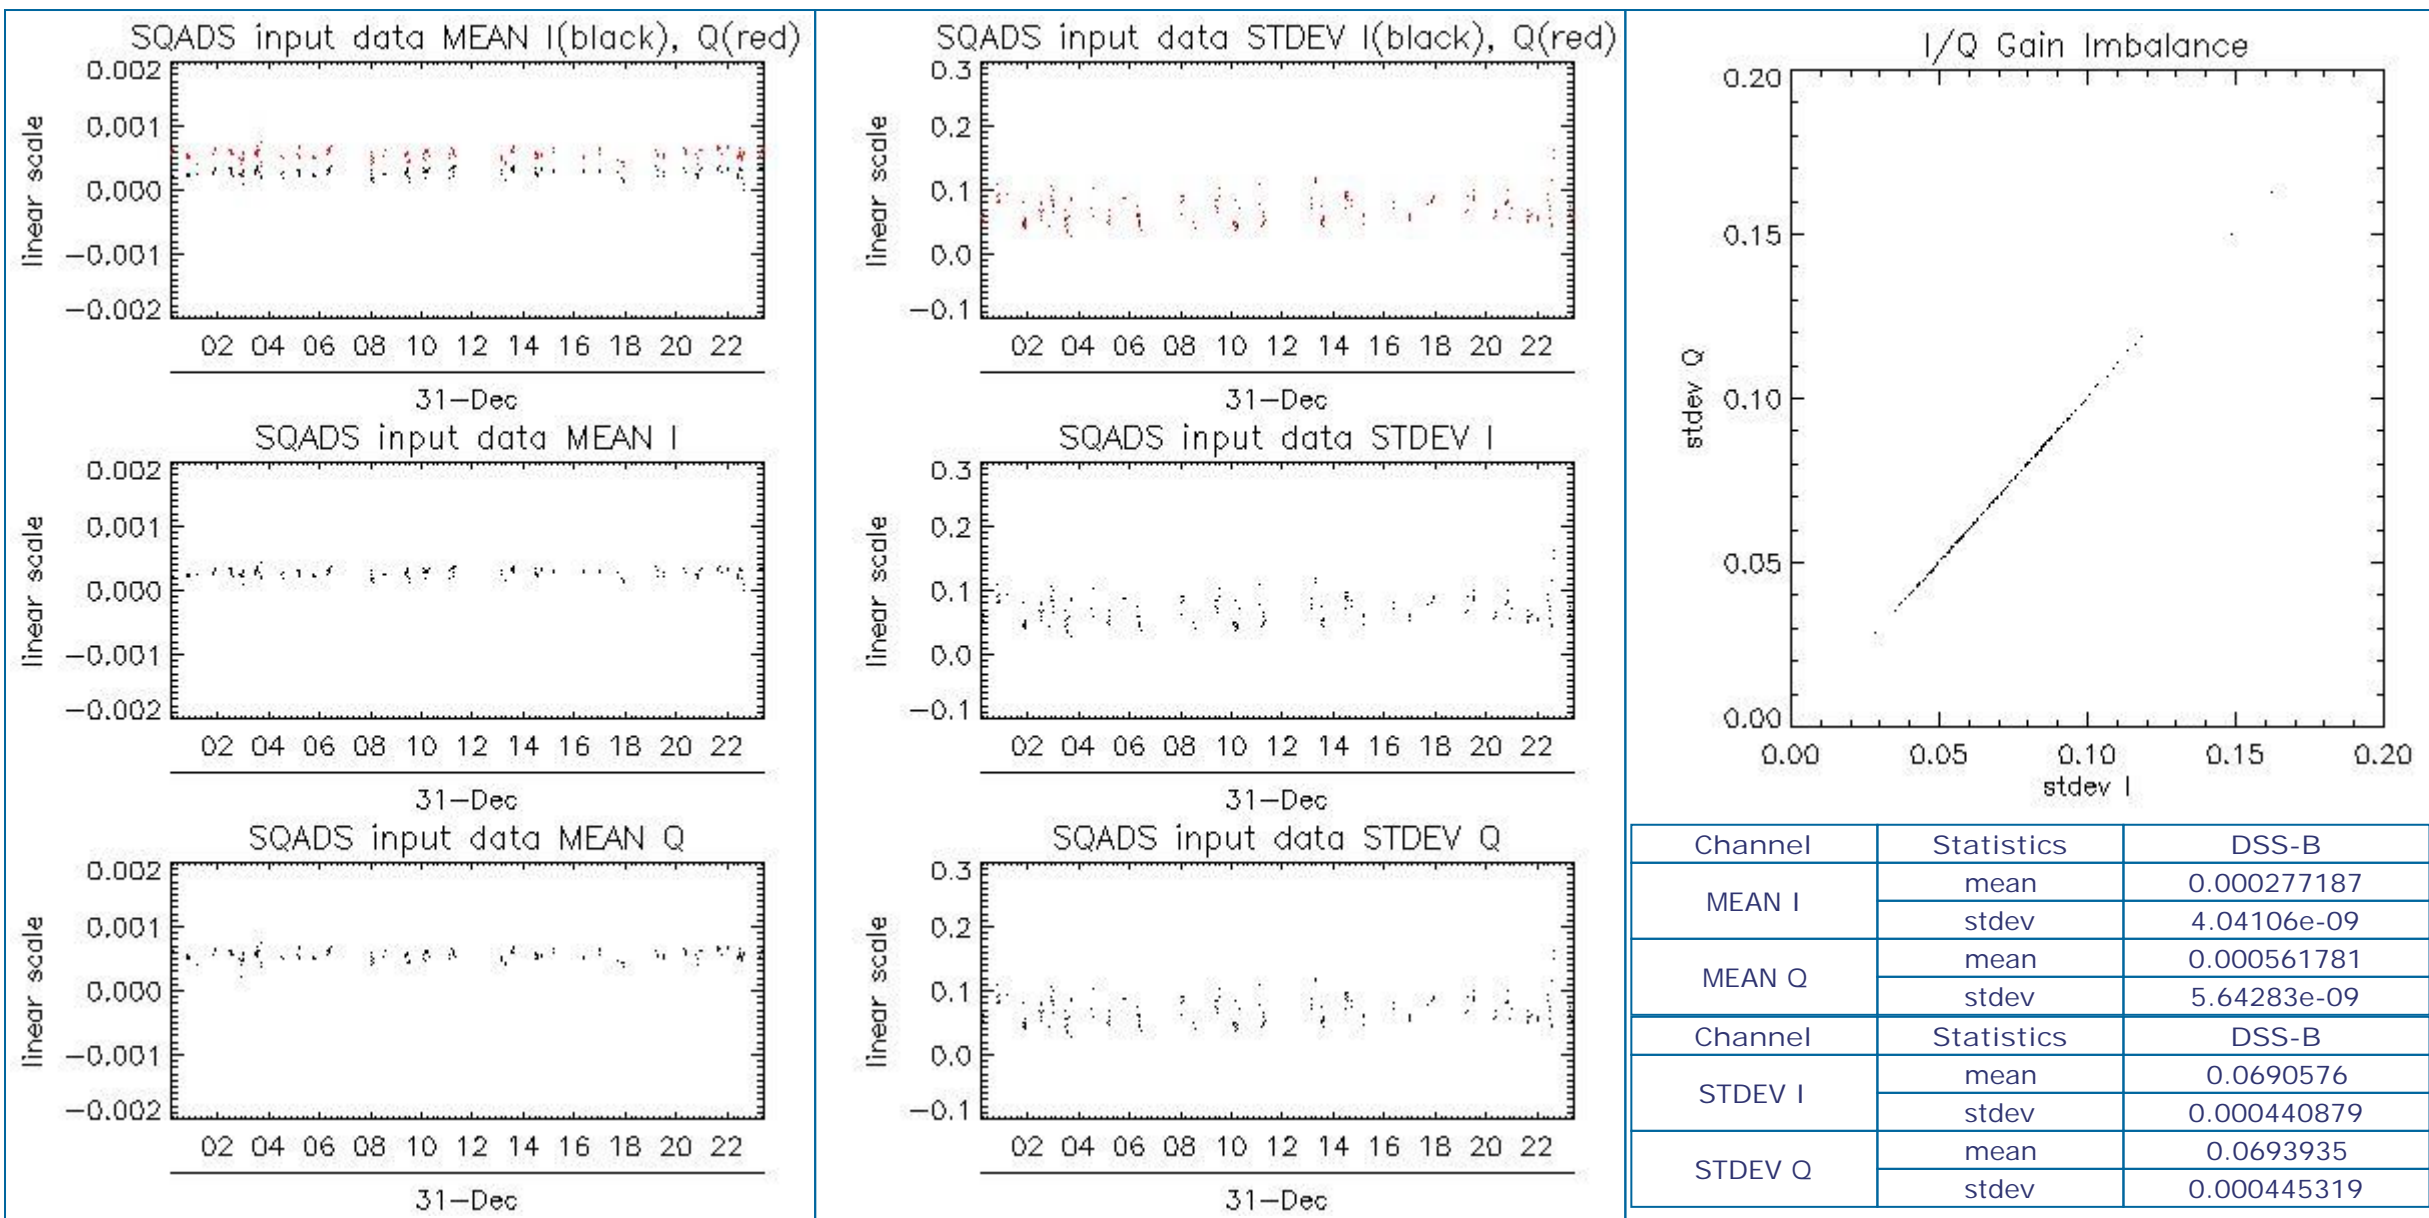 SQADS input data MEAN I(black), Q(red)
linear scale
0.002
0.001
0.000
−0.001
−0.002
02 04 06 08 10 12 14 16 18 20 22
31−Dec
SQADS input data MEAN I
linear scale
0.002
0.001
0.000
−0.001
−0.002
02 04 06 08 10 12 14 16 18 20 22
31−Dec
SQADS input data MEAN Q
linear scale
0.002
0.001
0.000
−0.001
−0.002
02 04 06 08 10 12 14 16 18 20 22
31−Dec
SQADS input data STDEV I(black), Q(red)
linear scale
0.3
0.2
0.1
0.0
−0.1
02 04 06 08 10 12 14 16 18 20 22
31−Dec
SQADS input data STDEV I
linear scale
0.3
0.2
0.1
0.0
−0.1
02 04 06 08 10 12 14 16 18 20 22
31−Dec
SQADS input data STDEV Q
linear scale
0.3
0.2
0.1
0.0
−0.1
02 04 06 08 10 12 14 16 18 20 22
31−Dec
I/Q Gain Imbalance
stdev Q
0.20
0.15
0.10
0.05
0.00
0.00 0.05 0.10 0.15 0.20
stdev I
Channel Statistics DSS-B
MEAN I
mean 0.000277187
stdev 4.04106e-09
MEAN Q
mean 0.000561781
stdev 5.64283e-09
Channel Statistics DSS-B
STDEV I
mean 0.0690576
stdev 0.000440879
STDEV Q
mean 0.0693935
stdev 0.000445319